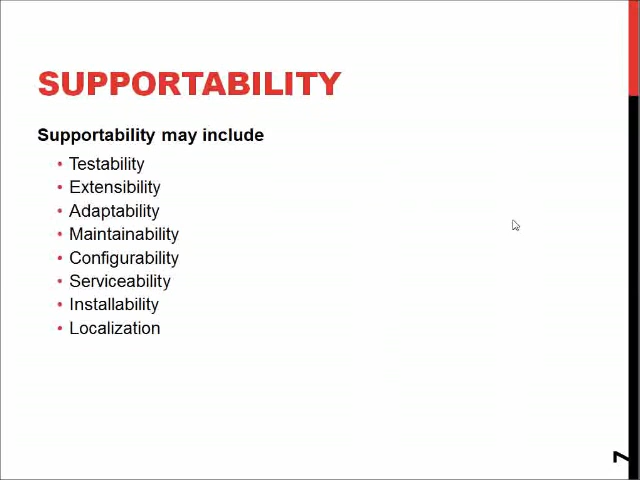 SUPPORTABILITY
Supportability may include
• Testability
• Extensibility
• Adaptability
• Maintainability
• Configurability
• Serviceability
• Installability
• Localization
7